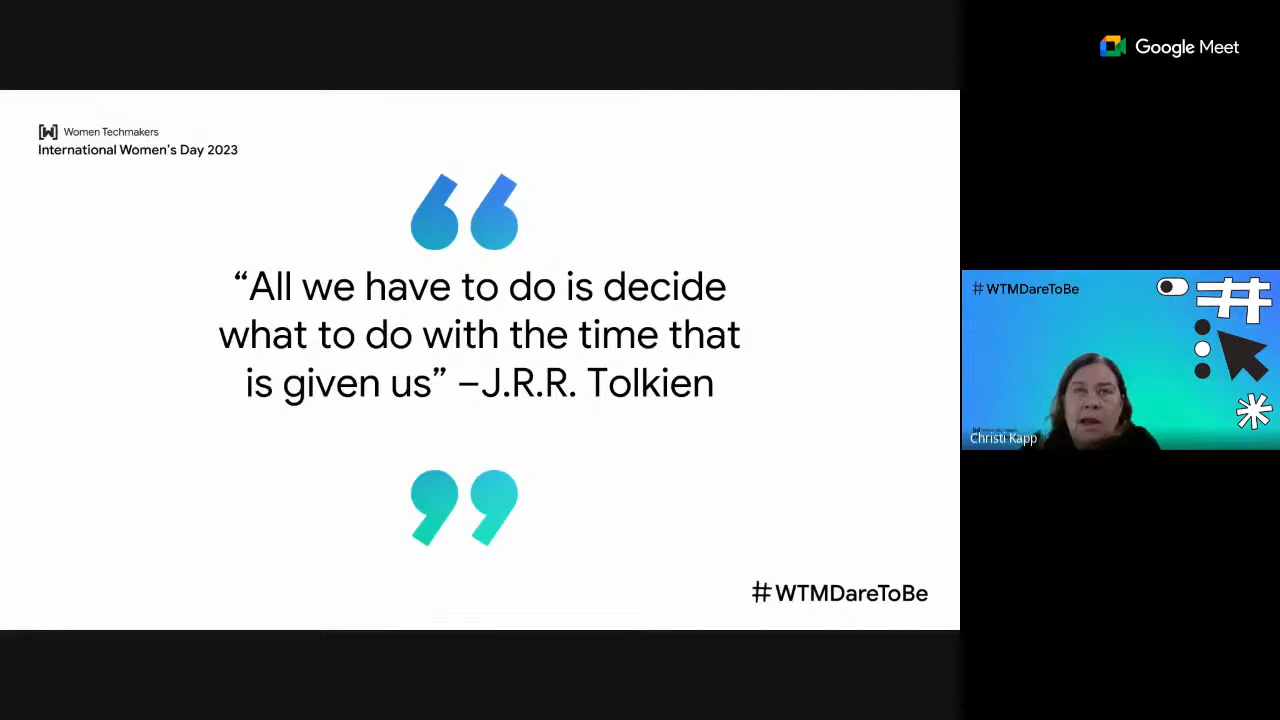 Google Meet
[W] Women Techmakers
International Women's Day 2023
“All we have to do is decide
what to do with the time that
is given us” –J.R.R. Tolkien
#WTMDareToBe
#WTMDareToBe
Christi Kapp